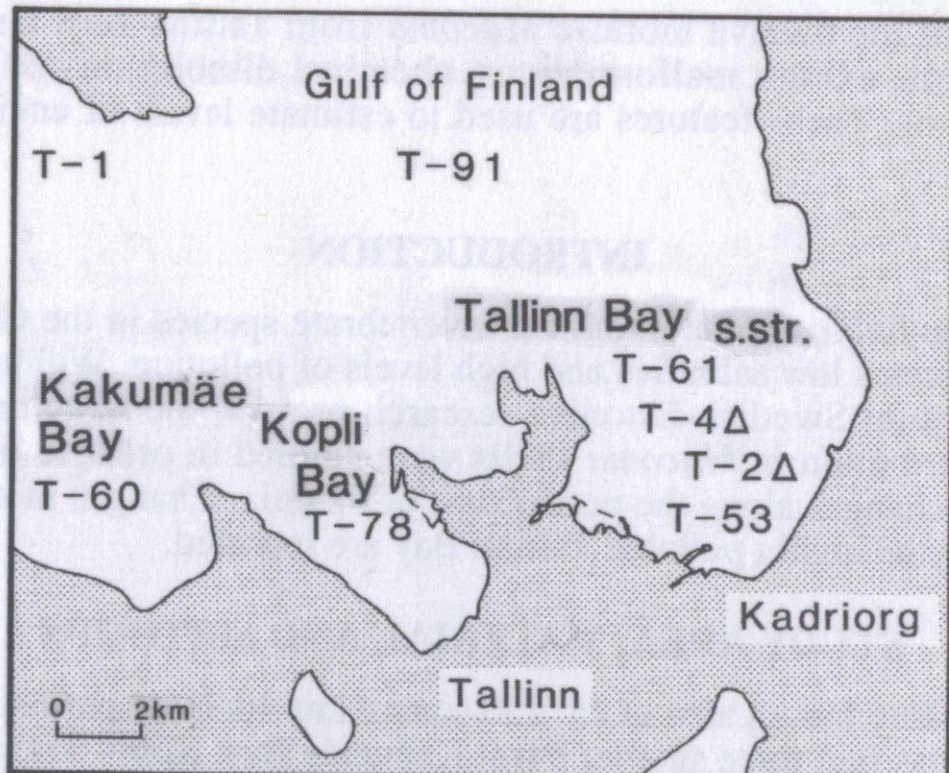 Gulf of Finland
T-1
T-91
Tallinn Bay s.str.
T-61
T-4Δ
T-2Δ
T-53
Kakumäe
Bay
T-60
Kopli
Bay
T-78
Kadriorg
Tallinn
0 2km